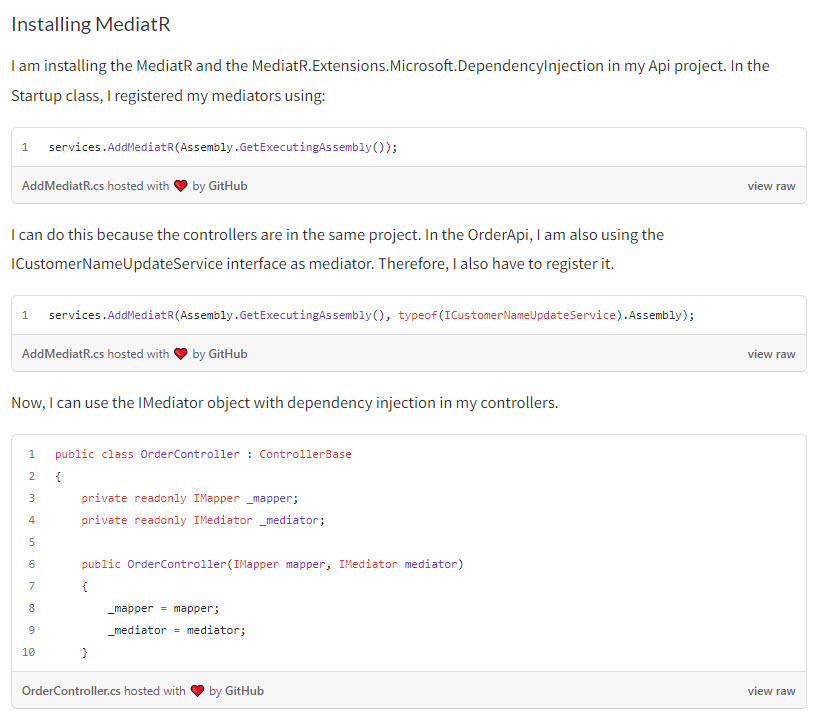 Installing MediatR
I am installing the MediatR and the MediatR.Extensions.Microsoft.DependencyInjection in my Api project. In the
Startup class, I registered my mediators using:
1 services.AddMediatR(Assembly.GetExecutingAssembly());
AddMediatR.cs hosted with ❤ by GitHub view raw
I can do this because the controllers are in the same project. In the OrderApi, I am also using the
ICustomerNameUpdateService interface as mediator. Therefore, I also have to register it.
1 services.AddMediatR(Assembly.GetExecutingAssembly(), typeof(ICustomerNameUpdateService).Assembly);
AddMediatR.cs hosted with ❤ by GitHub view raw
Now, I can use the IMediator object with dependency injection in my controllers.
1 public class OrderController : ControllerBase
2 {
3 private readonly IMapper _mapper;
4 private readonly IMediator _mediator;
5
6 public OrderController(IMapper mapper, IMediator mediator)
7 {
8 _mapper = mapper;
9 _mediator = mediator;
10 }
OrderController.cs hosted with ❤ by GitHub view raw